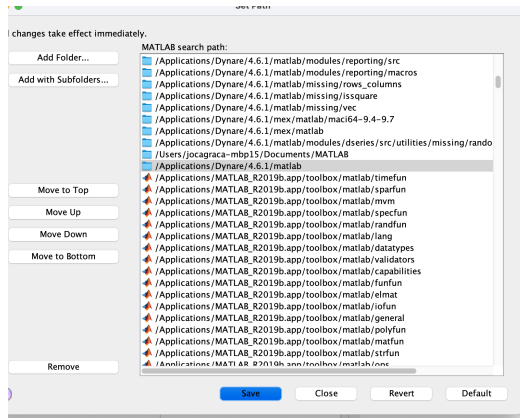 Set Path
changes take effect immediately.
Add Folder...
Add with Subfolders...
Move to Top
Move Up
Move Down
Move to Bottom
Remove
MATLAB search path:
/Applications/Dynare/4.6.1/matlab/modules/reporting/src
/Applications/Dynare/4.6.1/matlab/modules/reporting/macros
/Applications/Dynare/4.6.1/matlab/missing/rows_columns
/Applications/Dynare/4.6.1/matlab/missing/issquare
/Applications/Dynare/4.6.1/matlab/missing/vec
/Applications/Dynare/4.6.1/mex/matlab/maci64-9.4-9.7
/Applications/Dynare/4.6.1/mex/matlab
/Applications/Dynare/4.6.1/matlab/modules/dseries/src/utilities/missing/rando
/Users/jocagraca-mbp15/Documents/MATLAB
/Applications/Dynare/4.6.1/matlab
/Applications/MATLAB_R2019b.app/toolbox/matlab/timefun
/Applications/MATLAB_R2019b.app/toolbox/matlab/sparfun
/Applications/MATLAB_R2019b.app/toolbox/matlab/mvm
/Applications/MATLAB_R2019b.app/toolbox/matlab/specfun
/Applications/MATLAB_R2019b.app/toolbox/matlab/randfun
/Applications/MATLAB_R2019b.app/toolbox/matlab/lang
/Applications/MATLAB_R2019b.app/toolbox/matlab/datatypes
/Applications/MATLAB_R2019b.app/toolbox/matlab/validators
/Applications/MATLAB_R2019b.app/toolbox/matlab/capabilities
/Applications/MATLAB_R2019b.app/toolbox/matlab/funfun
/Applications/MATLAB_R2019b.app/toolbox/matlab/elmat
/Applications/MATLAB_R2019b.app/toolbox/matlab/iofun
/Applications/MATLAB_R2019b.app/toolbox/matlab/general
/Applications/MATLAB_R2019b.app/toolbox/matlab/polyfun
/Applications/MATLAB_R2019b.app/toolbox/matlab/matfun
/Applications/MATLAB_R2019b.app/toolbox/matlab/strfun
/Applications/MATLAB_R2019b.app/toolbox/matlab/ops
Save
Close
Revert
Default